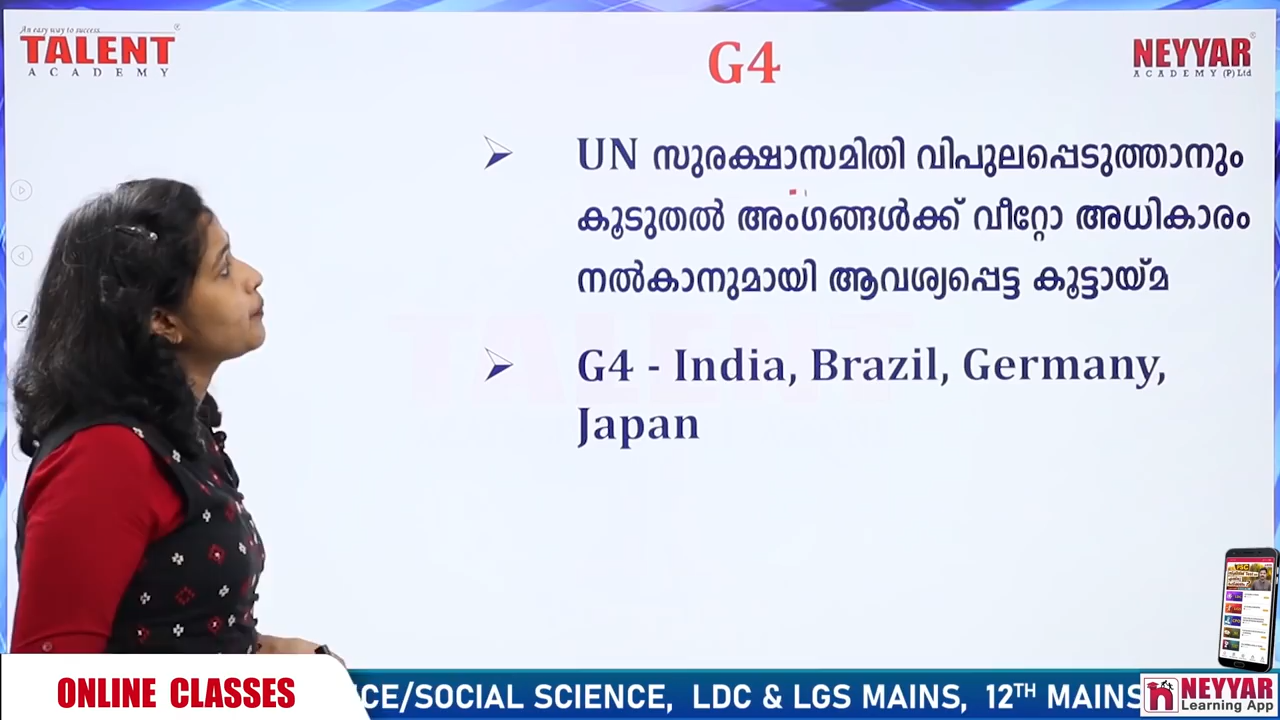 An easy way to success.
TALENT
ACADEMY
G4
NEYYAR
ACADEMY (P) Ltd
UN സുരക്ഷാസമിതി വിപുലപ്പെടുത്താനും
കൂടുതൽ അംഗങ്ങൾക്ക് വീറ്റോ അധികാരം
നൽകാനുമായി ആവശ്യപ്പെട്ട കൂട്ടായ്മ
G4 - India, Brazil, Germany,
Japan
TALENT
ONLINE CLASSES
CE/SOCIAL SCIENCE, LDC & LGS MAINS, 12TH MAINS
NEYYAR
Learning App